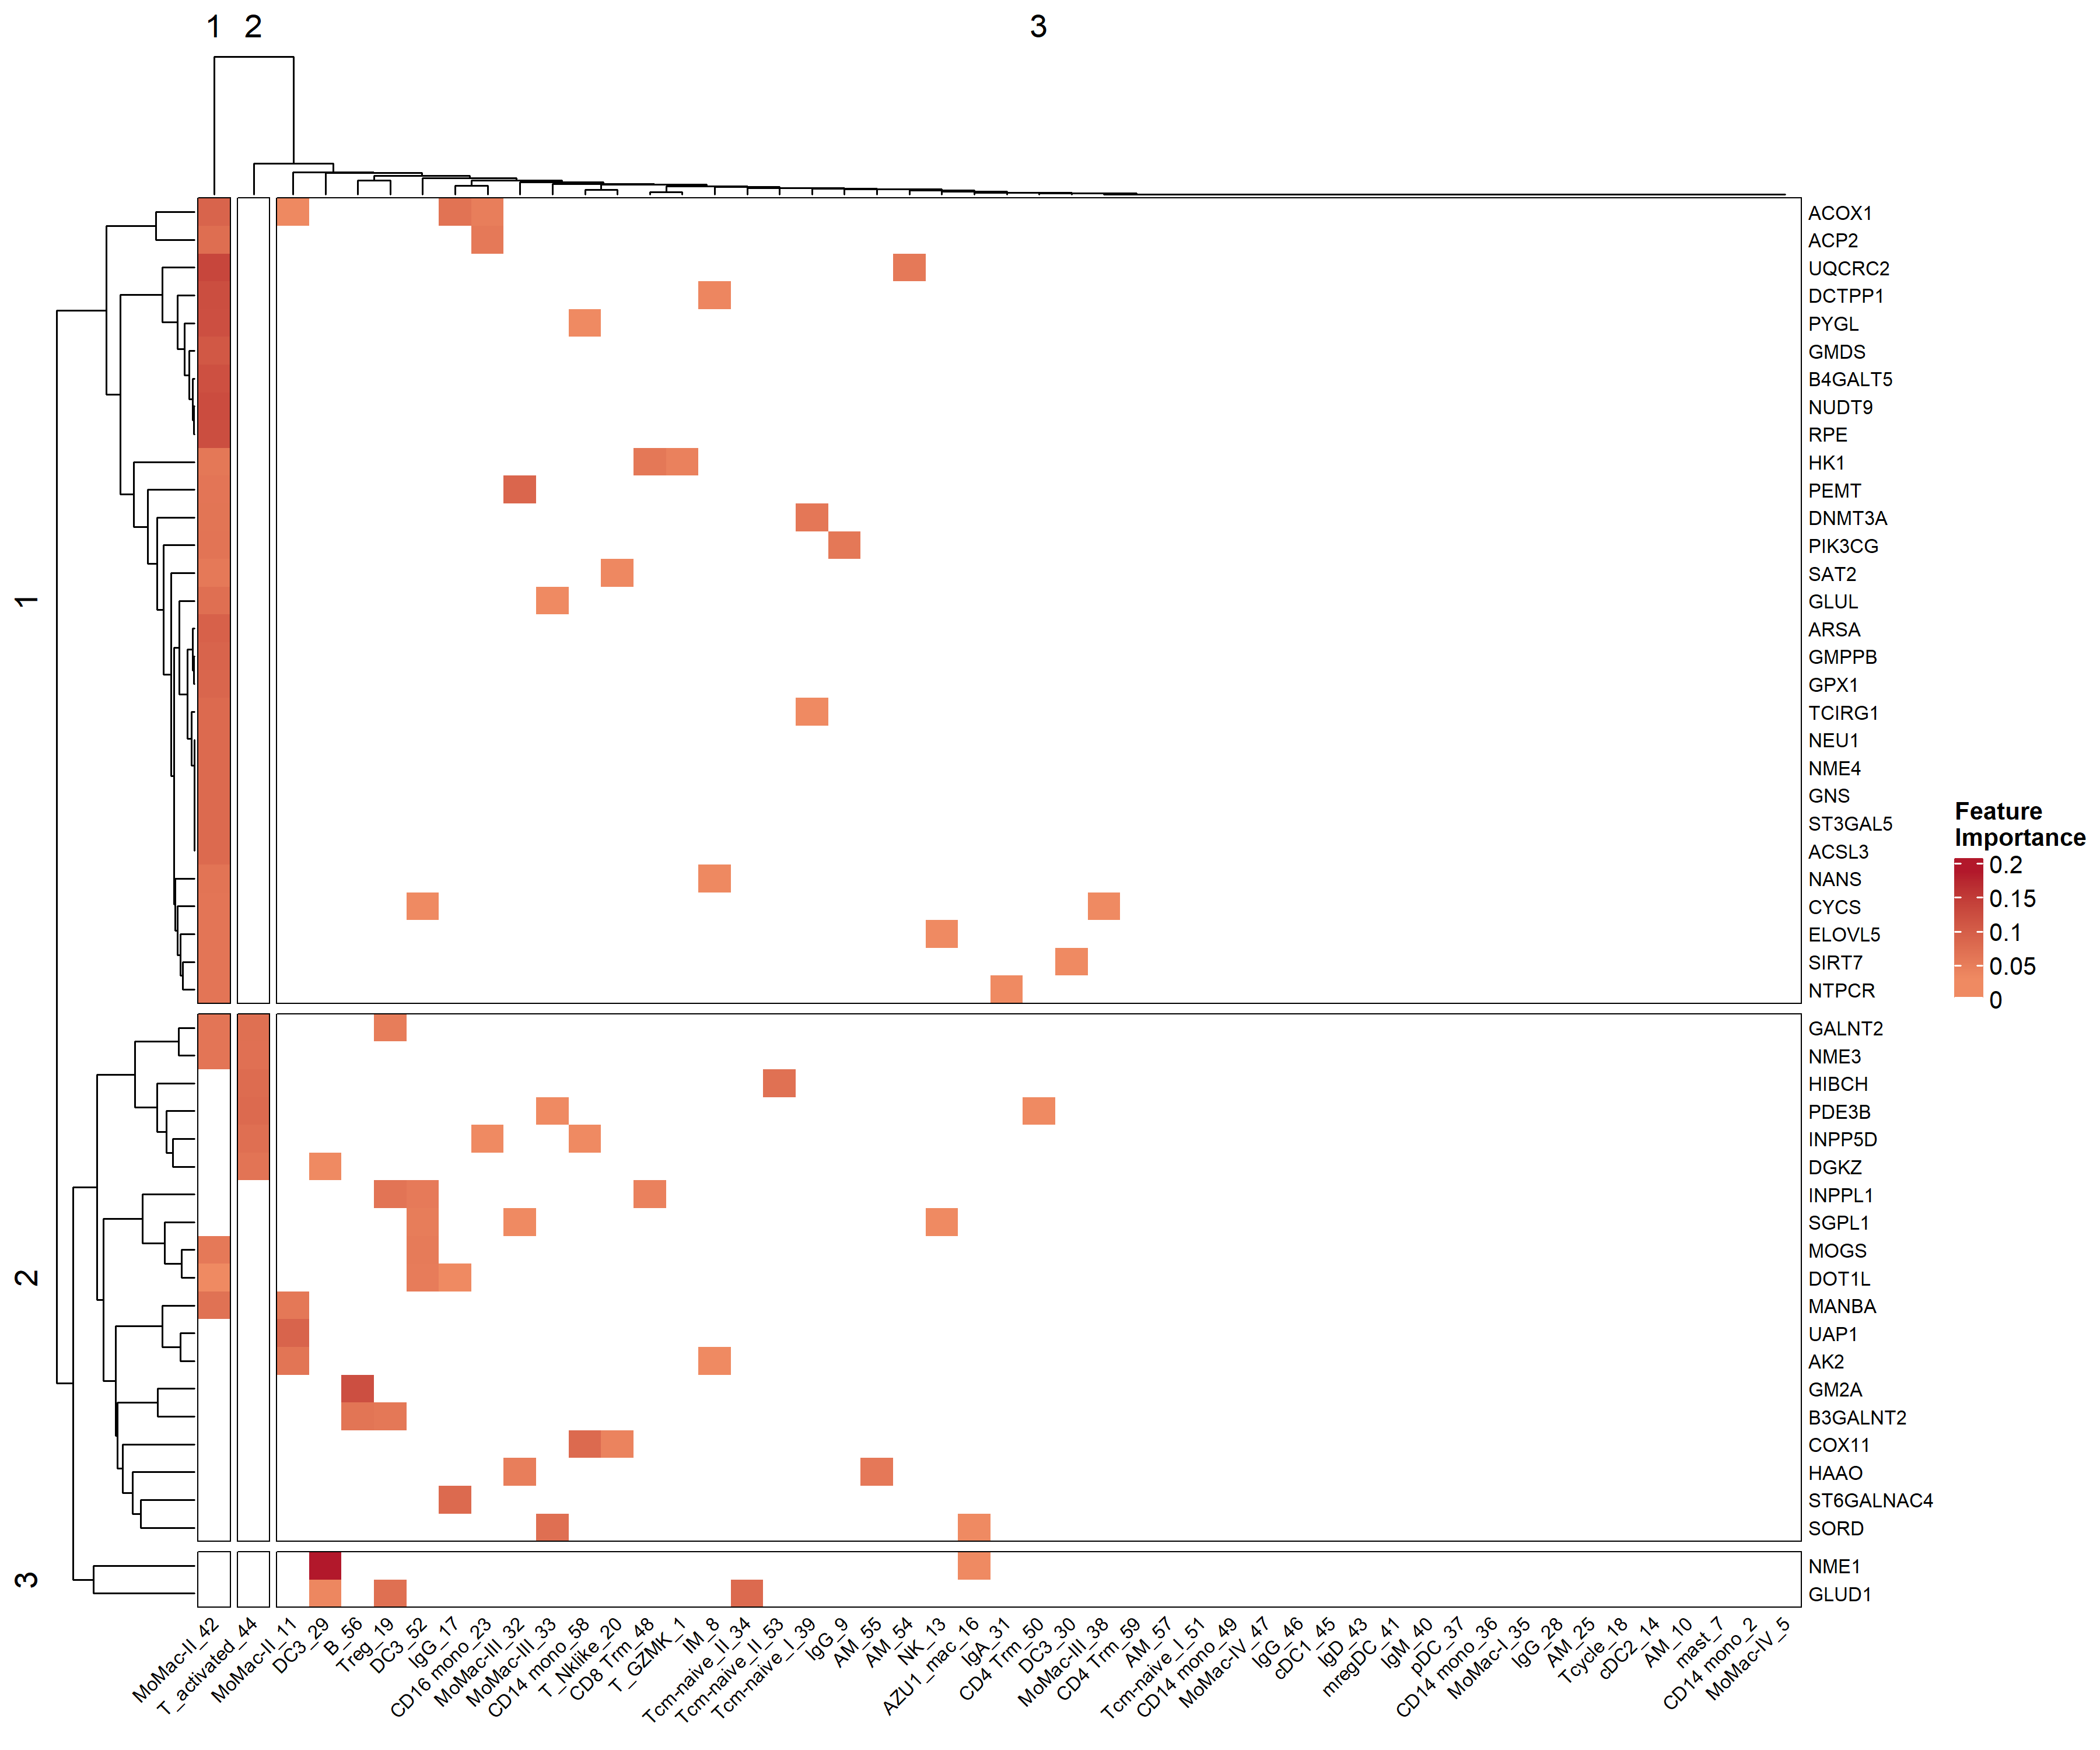 1 2 3
ACOX1
ACP2
UQCRC2
DCTPP1
PYGL
GMDS
B4GALT5
NUDT9
RPE
HK1
PEMT
DNMT3A
PIK3CG
SAT2
1
GLUL
ARSA
GMPPB
GPX1
TCIRG1
NEU1
NME4
GNS
ST3GAL5
ACSL3
NANS
CYCS
ELOVL5
SIRT7
NTPCR
Feature
Importance
0.2
0.15
0.1
0.05
0
GALNT2
NME3
HIBCH
PDE3B
INPP5D
DGKZ
INPPL1
SGPL1
MOGS
2
DOT1L
MANBA
UAP1
AK2
GM2A
B3GALNT2
COX11
HAAO
ST6GALNAC4
SORD
3
NME1
GLUD1
MoMac-II_42
T_activated_44
MoMac-II_11
DC3_29
B_56
Treg_19
DC3_52
IgG_17
CD16 mono_23
MoMac-III_32
MoMac-III_33
CD14 mono_58
T_Nklike_20
CD8 Trm_48
T_GZMK_1
IM_8
Tcm-naive_II_34
Tcm-naive_II_53
Tcm-naive_I_39
IgG_9
AM_55
AM_54
NK_13
AZU1_mac_16
IgA_31
CD4 Trm_50
DC3_30
MoMac-III_38
CD4 Trm_59
AM_57
Tcm-naive_I_51
CD14 mono_49
MoMac-IV_47
IgG_46
cDC1_45
IgD_43
mregDC_41
IgM_40
pDC_37
CD14 mono_36
MoMac-I_35
IgG_28
AM_25
Tcycle_18
cDC2_14
AM_10
mast_7
CD14 mono_2
MoMac-IV_5